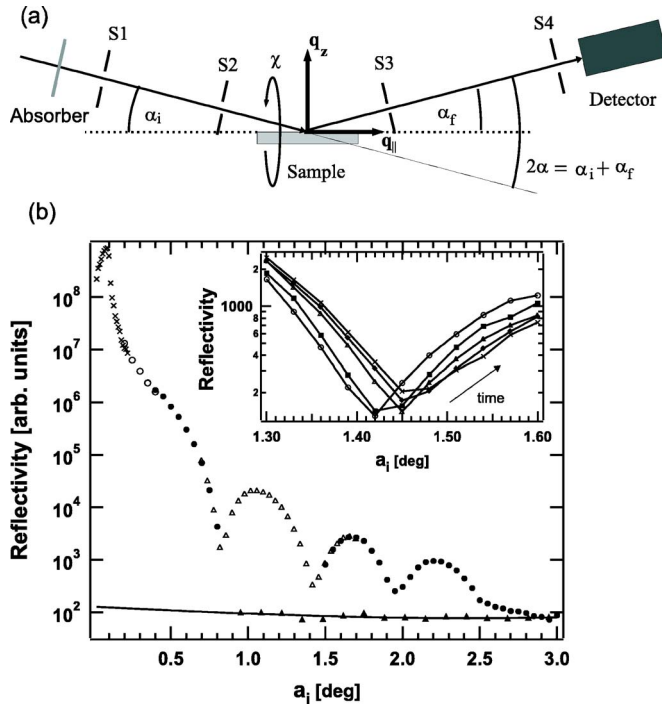 (a)
S1
S2
χ
q_z
S3
S4
Absorber
α_i
α_f
Detector
q_||
Sample
2α = α_i + α_f
(b)
Reflectivity [arb. units]
10^8
10^7
10^6
10^5
10^4
10^3
10^2
0.5
1.0
1.5
2.0
2.5
3.0
a_i [deg]
Reflectivity
2
1000
8
6
4
2
time
1.30
1.40
1.50
1.60
a_i [deg]